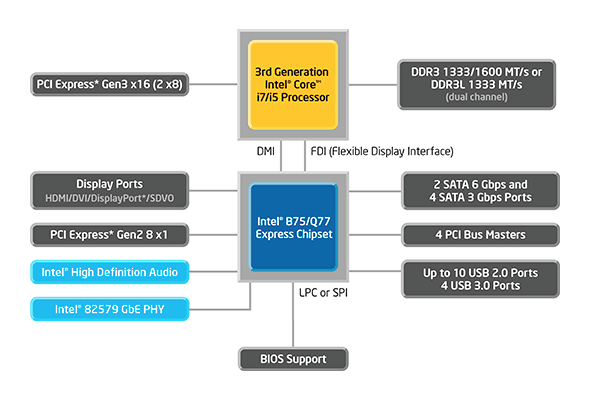 3rd Generation
Intel® Core™
i7/i5 Processor
PCI Express* Gen3 x16 (2 x8)
DDR3 1333/1600 MT/s or
DDR3L 1333 MT/s
(dual channel)
DMI
FDI (Flexible Display Interface)
Display Ports
HDMI/DVI/DisplayPort*/SDVO
2 SATA 6 Gbps and
4 SATA 3 Gbps Ports
Intel® B75/Q77
Express Chipset
PCI Express* Gen2 8 x1
4 PCI Bus Masters
Intel® High Definition Audio
Up to 10 USB 2.0 Ports
4 USB 3.0 Ports
Intel® 82579 GbE PHY
LPC or SPI
BIOS Support